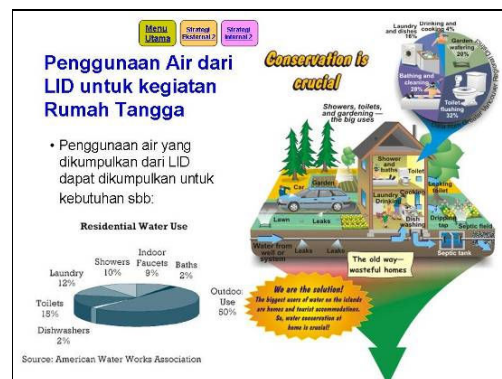 Menu
Utama
Strategi
Eksternal 2
Strategi
Internal 2
Penggunaan Air dari
LID untuk kegiatan
Rumah Tangga
• Penggunaan air yang
dikumpulkan dari LID
dapat dikumpulkan untuk
kebutuhan sbb:
Residential Water Use
Indoor
Faucets
9%
Showers
10%
Baths
2%
Laundry
12%
Toilets
15%
Dishwashers
2%
Outdoor
Use
50%
Source: American Water Works Association
Conservation is
crucial
Laundry
and dishes
16%
Drinking and
cooking 4%
Garden
watering
20%
Bathing and
cleaning
28%
Toilet
flushing
32%
Showers, toilets,
and gardening —
the big uses
Shower
& baths
Toilet
Leaking
toilet
Car
Garden
Laundry
Cooking
Drinking
Dish
washing
Dripping
tap
Septic field
Lawn
Leaks
Water from
well or
system
Leaks
Leaks
Septic tank
The old way—
wasteful homes
We are the solution!
The biggest users of water on the islands
are homes and tourist accommodations.
So, water conservation at
home is crucial!